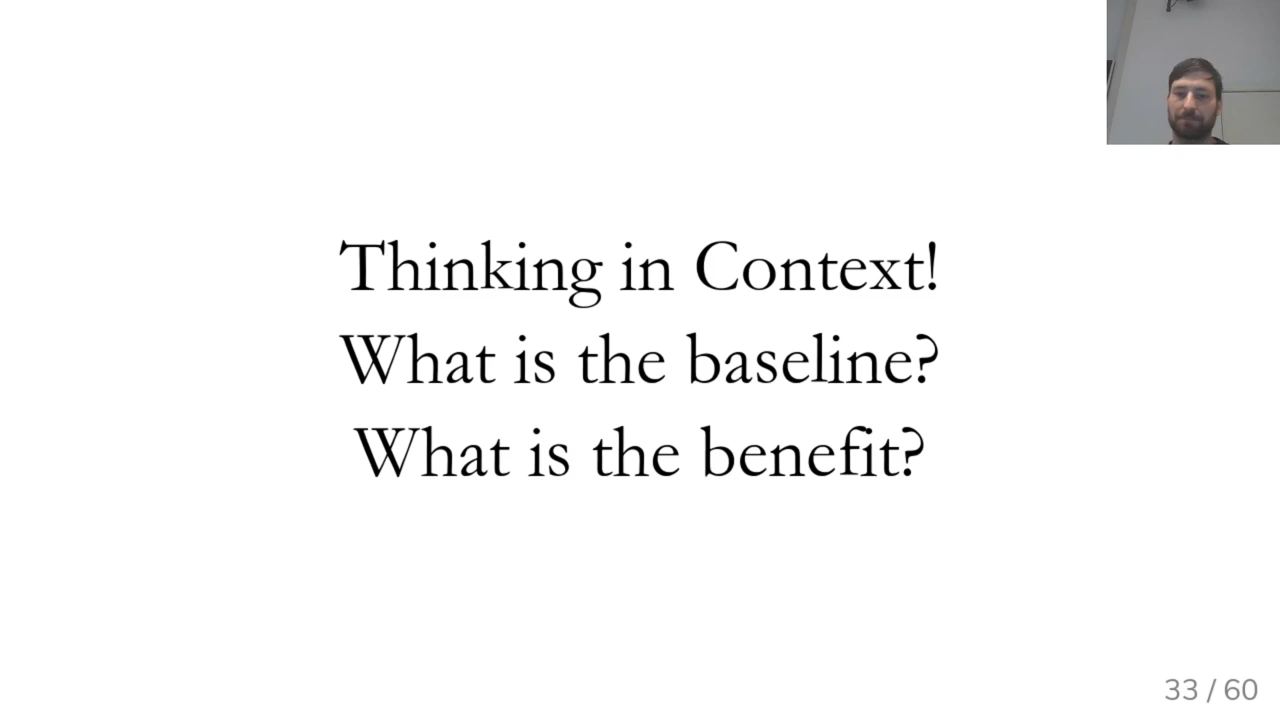 Thinking in Context!
What is the baseline?
What is the benefit?
33 / 60